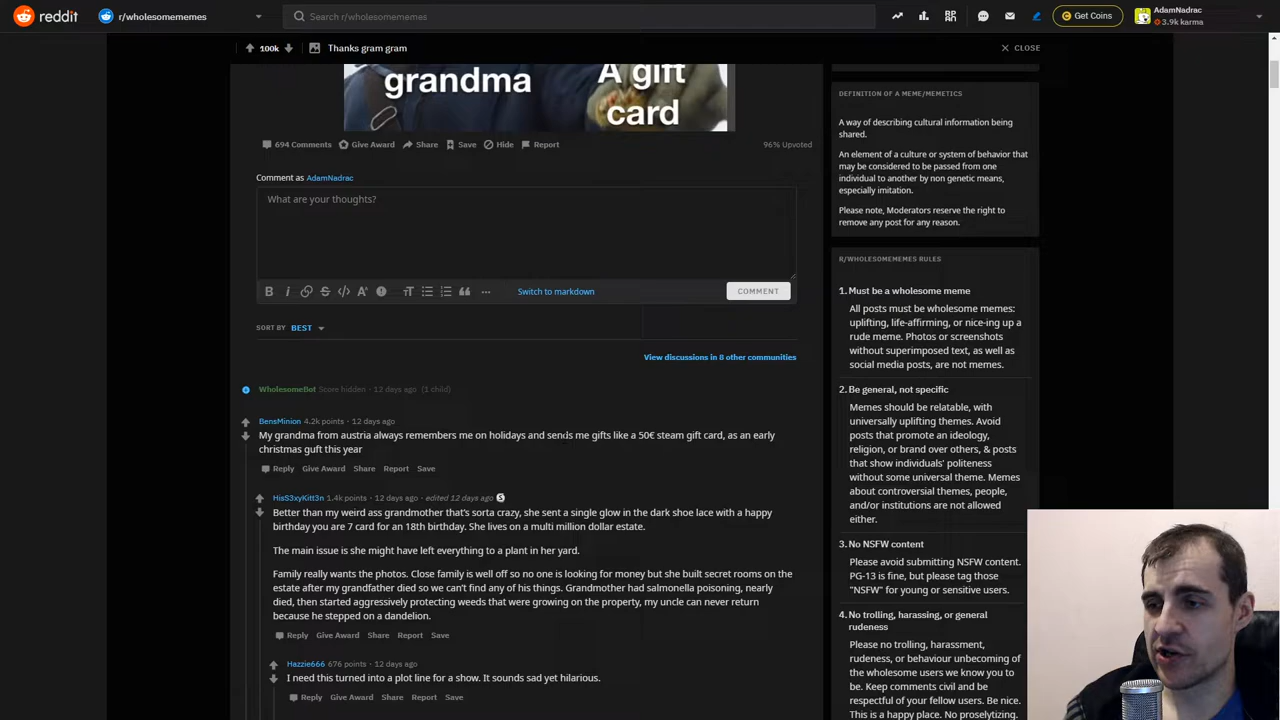 reddit
r/wholesomememes
Search r/wholesomememes
Get Coins
AdamNadrac
3.9k karma
100k
Thanks gram gram
CLOSE
grandma
A gift
card
694 Comments
Give Award
Share
Save
Hide
Report
96% Upvoted
Comment as AdamNadrac
What are your thoughts?
Switch to markdown
COMMENT
SORT BY BEST
View discussions in 8 other communities
WholesomeBot Score hidden · 12 days ago (1 child)
BensMinion 4.2k points · 12 days ago
My grandma from austria always remembers me on holidays and sends me gifts like a 50€ steam gift card, as an early
christmas guft this year
Reply Give Award Share Report Save
HisS3xyKitt3n 1.4k points · 12 days ago · edited 12 days ago S
Better than my weird ass grandmother that's sorta crazy, she sent a single glow in the dark shoe lace with a happy
birthday you are 7 card for an 18th birthday. She lives on a multi million dollar estate.
The main issue is she might have left everything to a plant in her yard.
Family really wants the photos. Close family is well off so no one is looking for money but she built secret rooms on the
estate after my grandfather died so we can't find any of his things. Grandmother had salmonella poisoning, nearly
died, then started aggressively protecting weeds that were growing on the property, my uncle can never return
because he stepped on a dandelion.
Reply Give Award Share Report Save
Hazzie666 676 points · 12 days ago
I need this turned into a plot line for a show. It sounds sad yet hilarious.
Reply Give Award Share Report Save
DEFINITION OF A MEME/MEMETICS
A way of describing cultural information being
shared.
An element of a culture or system of behavior that
may be considered to be passed from one
individual to another by non genetic means,
especially imitation.
Please note, Moderators reserve the right to
remove any post for any reason.
R/WHOLESOMEMEMES RULES
1. Must be a wholesome meme
All posts must be wholesome memes:
uplifting, life-affirming, or nice-ing up a
rude meme. Photos or screenshots
without superimposed text, as well as
social media posts, are not memes.
2. Be general, not specific
Memes should be relatable, with
universally uplifting themes. Avoid
posts that promote an ideology,
religion, or brand over others, & posts
that show individuals' politeness
without some universal theme. Memes
about controversial themes, people,
and/or institutions are not allowed
either.
3. No NSFW content
Please avoid submitting NSFW content.
PG-13 is fine, but please tag those
"NSFW" for young or sensitive users.
4. No trolling, harassing, or general
rudeness
Please no trolling, harassment,
rudeness, or behaviour unbecoming of
the wholesome users we know you to
be. Keep comments civil and be
respectful of your fellow users. Be nice.
This is a happy place. No proselytizing.